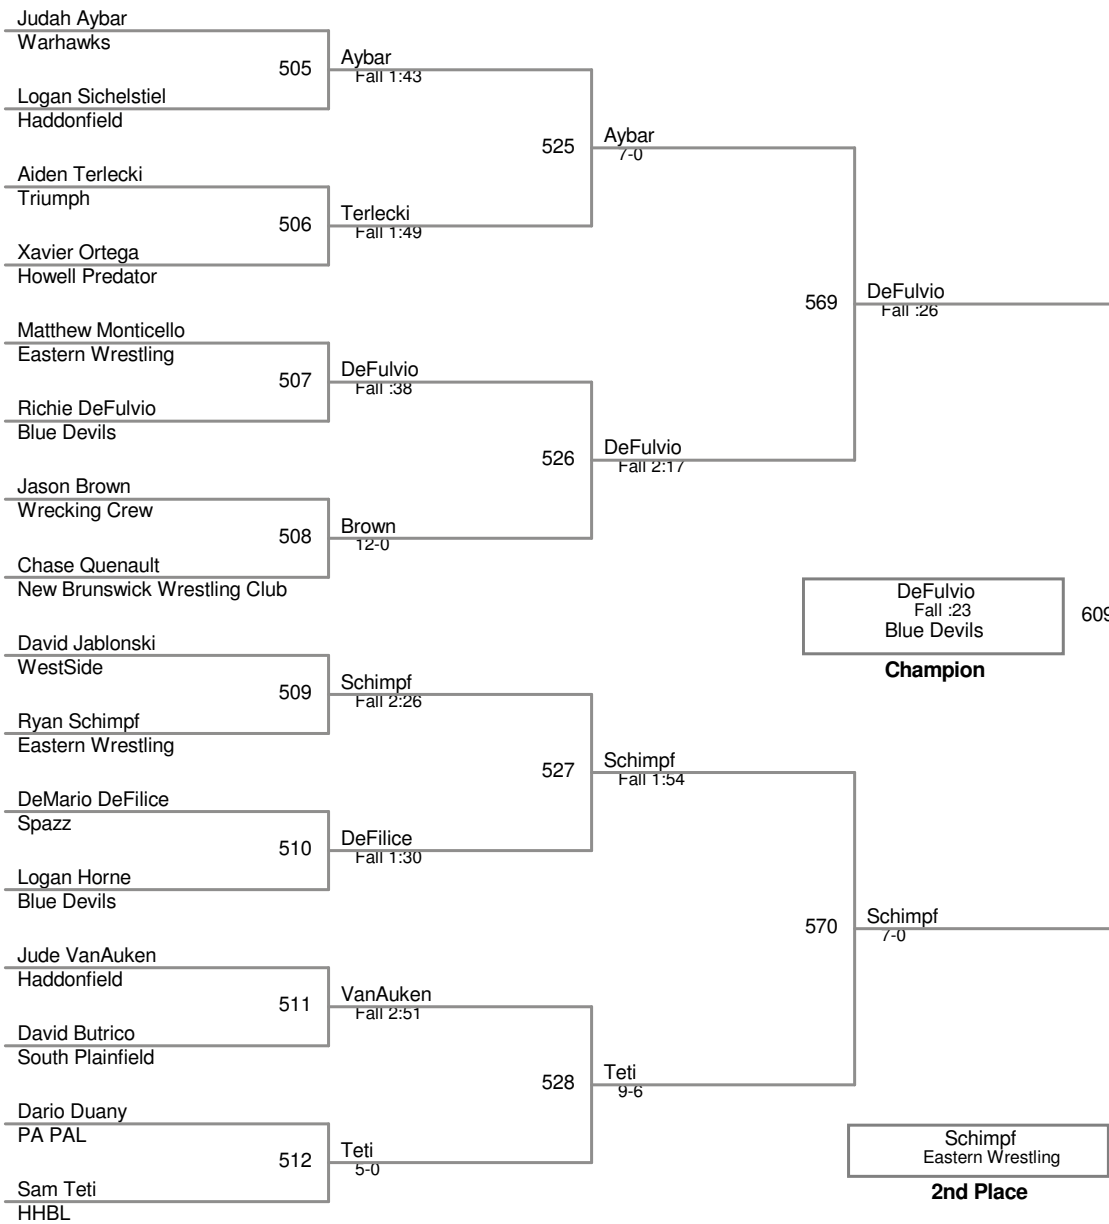 Judah Aybar
Warhawks
505
Aybar
Fall 1:43
Logan Sichelstiel
Haddonfield
525
Aybar
7-0
Aiden Terlecki
Triumph
506
Terlecki
Fall 1:49
Xavier Ortega
Howell Predator
569
DeFulvio
Fall :26
Matthew Monticello
Eastern Wrestling
507
DeFulvio
Fall :38
Richie DeFulvio
Blue Devils
526
DeFulvio
Fall 2:17
Jason Brown
Wrecking Crew
508
Brown
12-0
Chase Quenault
New Brunswick Wrestling Club
DeFulvio
Fall :23
Blue Devils
609
Champion
David Jablonski
WestSide
509
Schimpf
Fall 2:26
Ryan Schimpf
Eastern Wrestling
527
Schimpf
Fall 1:54
DeMario DeFilice
Spazz
510
DeFilice
Fall 1:30
Logan Horne
Blue Devils
570
Schimpf
7-0
Jude VanAuken
Haddonfield
511
VanAuken
Fall 2:51
David Butrico
South Plainfield
528
Teti
9-6
Dario Duany
PA PAL
512
Teti
5-0
Sam Teti
HHBL
Schimpf
Eastern Wrestling
2nd Place